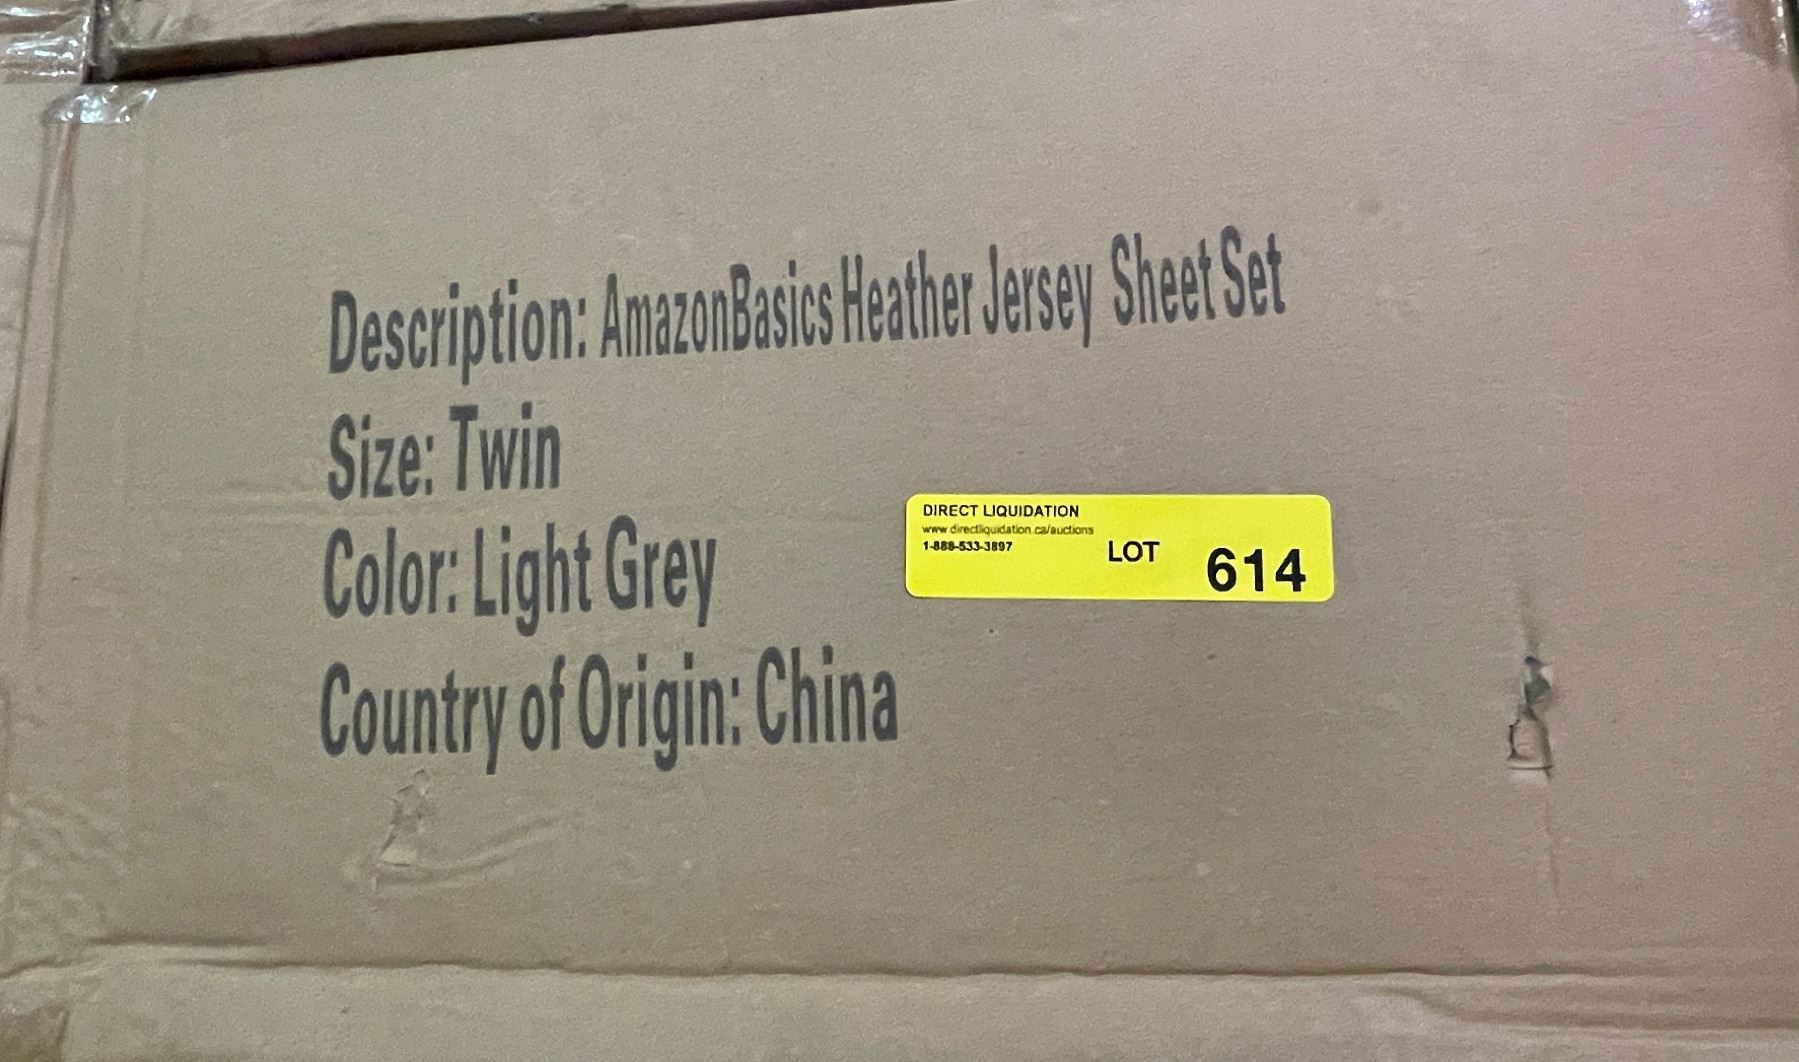 Description: AmazonBasics Heather Jersey Sheet Set
Size: Twin
Color: Light Grey
Country of Origin: China
DIRECT LIQUIDATION
www.directliquidation.ca/auctions
1-888-533-3897
LOT 614